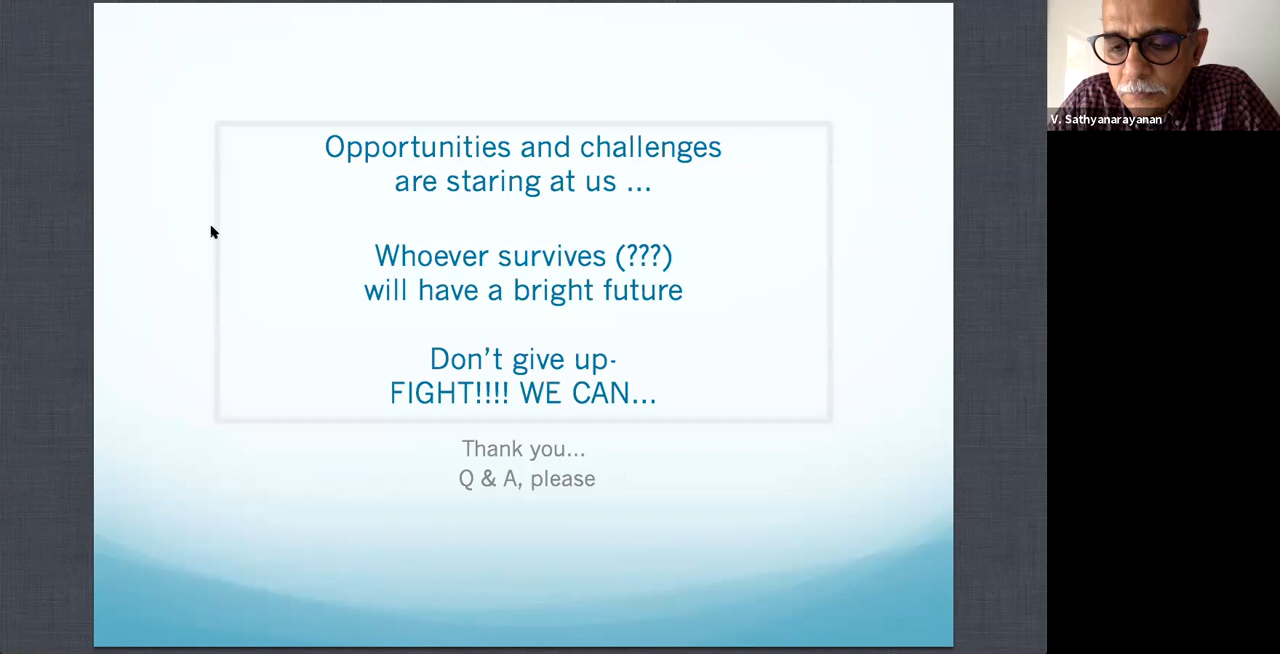 Opportunities and challenges
are staring at us ...
Whoever survives (???)
will have a bright future
Don’t give up-
FIGHT!!!! WE CAN...
Thank you...
Q & A, please
V. Sathyanarayanan